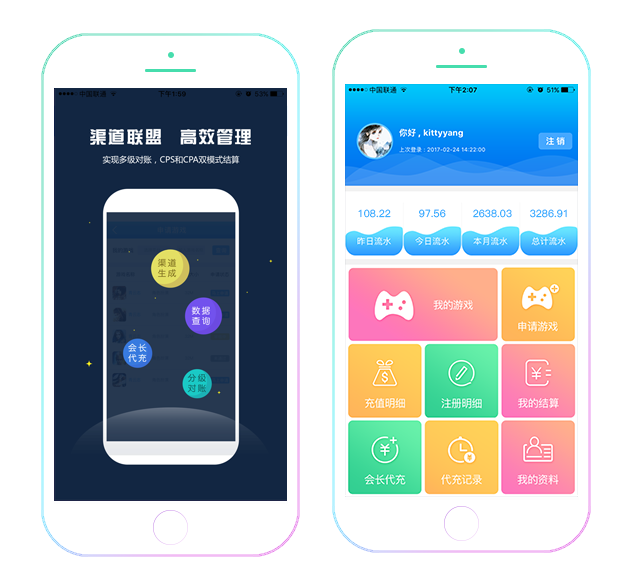 中国联通
下午1:59
53%
渠道联盟 高效管理
实现多级对账，CPS和CPA双模式结算
渠道
生成
数据
查询
会长
代充
分级
对账
中国联通
下午2:07
51%
你好，kittyyang
上次登录：2017-02-24 14:22:00
注 销
108.22
97.56
2638.03
3286.91
昨日流水
今日流水
本月流水
总计流水
我的游戏
申请游戏
充值明细
注册明细
我的结算
会长代充
代充记录
我的资料